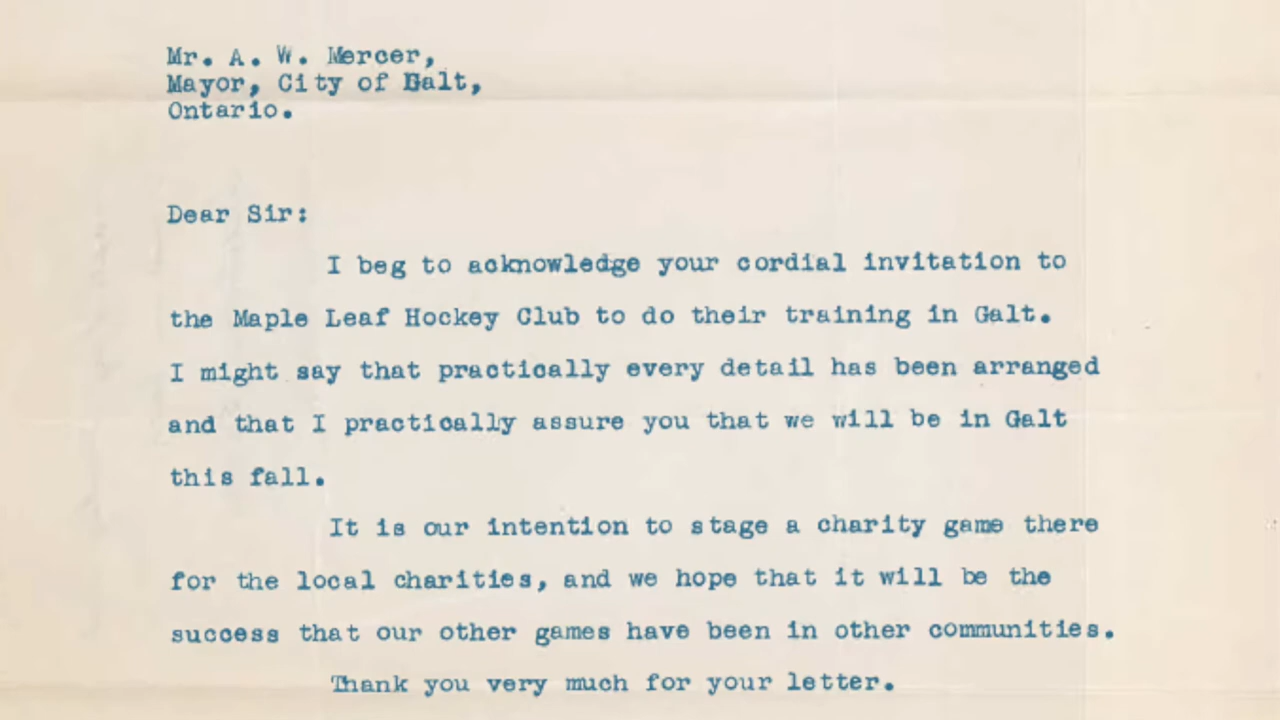 Mr. A. W. Mercer,
Mayor, City of Galt,
Ontario.
Dear Sir:
I beg to acknowledge your cordial invitation to
the Maple Leaf Hockey Club to do their training in Galt.
I might say that practically every detail has been arranged
and that I practically assure you that we will be in Galt
this fall.
It is our intention to stage a charity game there
for the local charities, and we hope that it will be the
success that our other games have been in other communities.
Thank you very much for your letter.